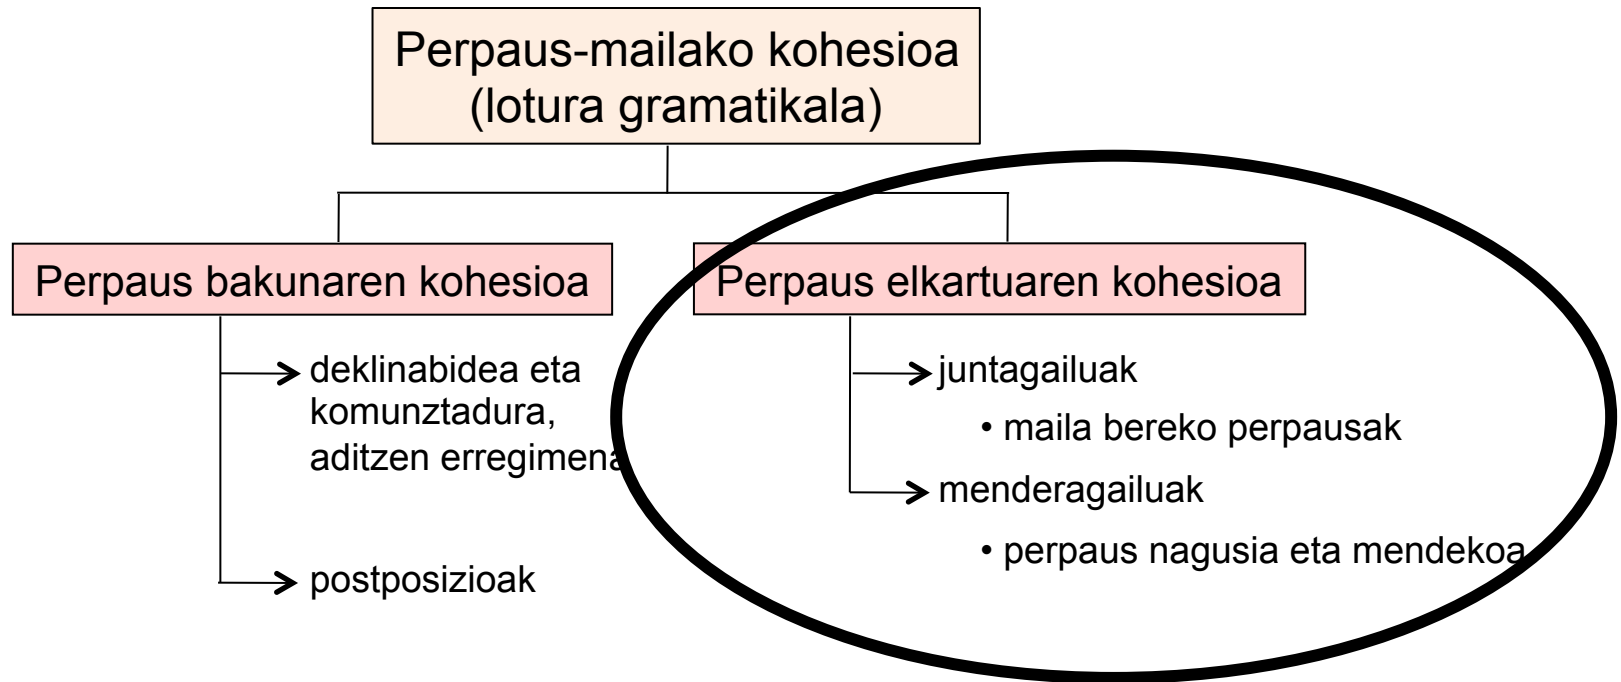 Perpaus-mailako kohesioa
(lotura gramatikala)
Perpaus bakunaren kohesioa
deklinabidea eta
komunztadura,
aditzen erregimena
postposizioak
Perpaus elkartuaren kohesioa
juntagailuak
• maila bereko perpausak
menderagailuak
• perpaus nagusia eta mendekoa